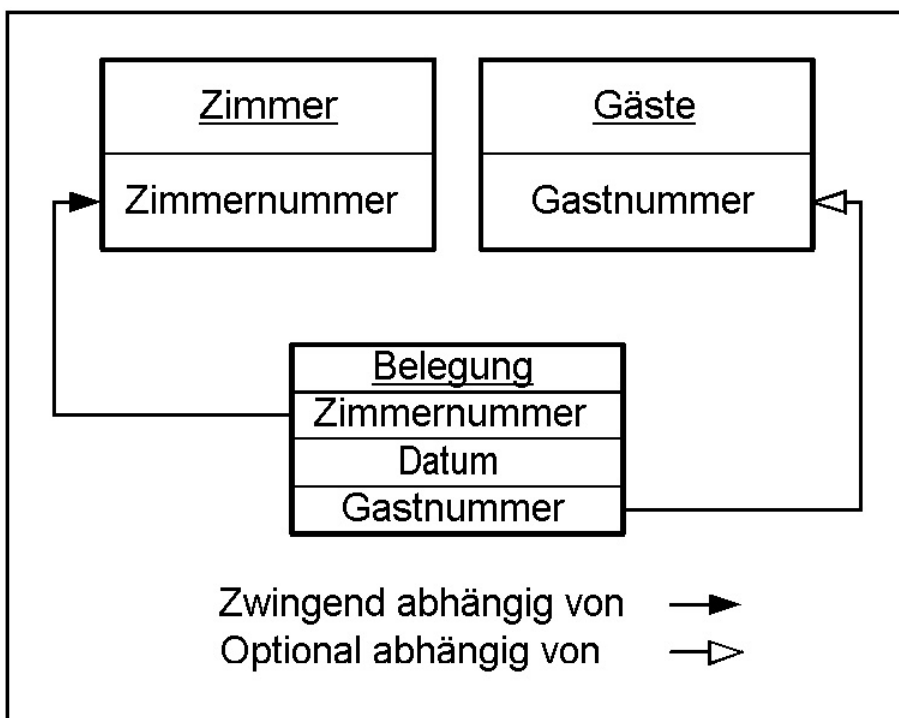 Zimmer
Zimmernummer
Gäste
Gastnummer
Belegung
Zimmernummer
Datum
Gastnummer
Zwingend abhängig von
Optional abhängig von